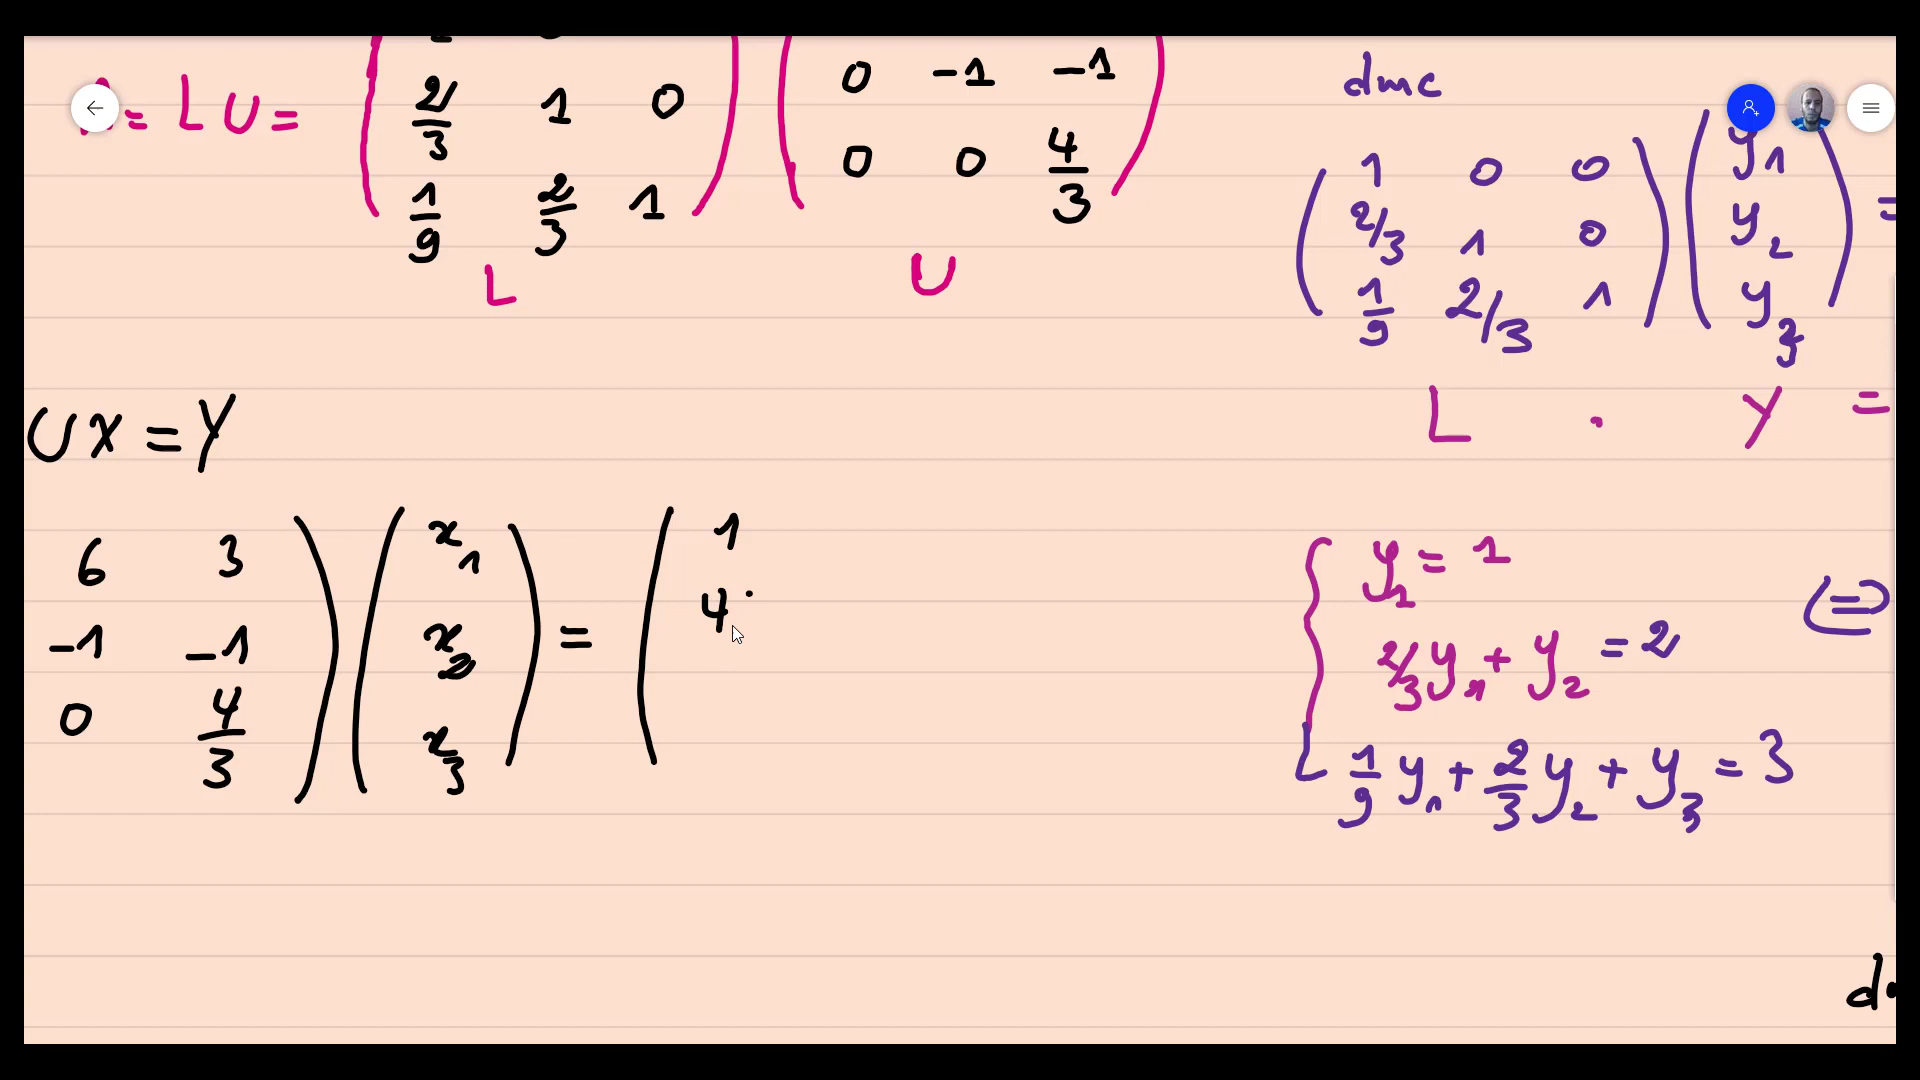 0 -1 -1
dmc
A = L U =
2/3 1 0
0 0 4/3
1/9 2/3 1
L
U
1 0 0 y1
2/3 1 0 y2 =
1/9 2/3 1 y3
L . Y =
UX = Y
6 3 x1 1
-1 -1 x2 = 4
0 4/3 x3
y1 = 1
2/3 y1 + y2 = 2
1/9 y1 + 2/3 y2 + y3 = 3